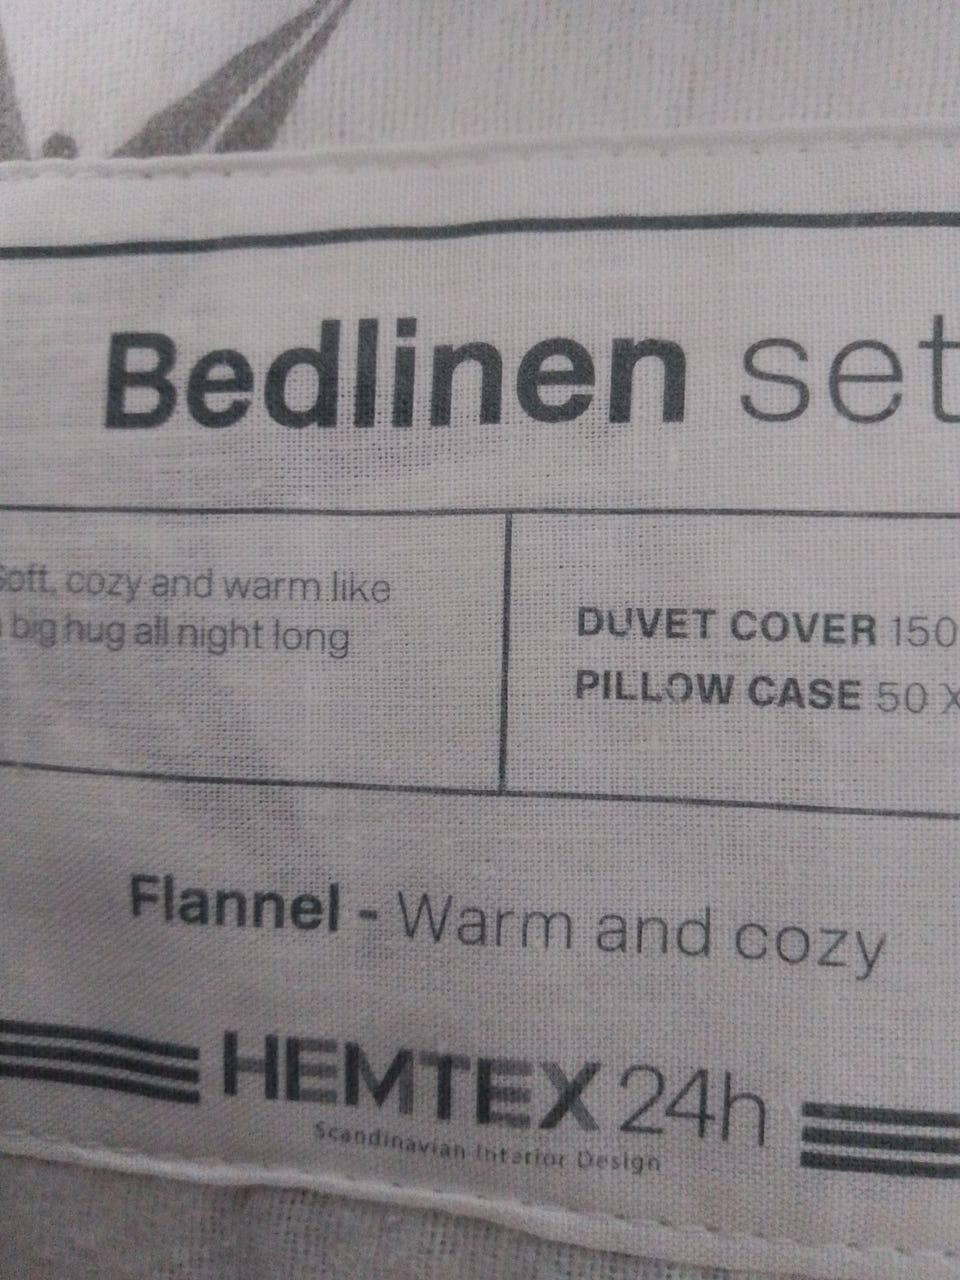 Bedlinen set
Soft, cozy and warm like
big hug all night long
DUVET COVER 150
PILLOW CASE 50 X
Flannel - Warm and cozy
HEMTEX 24h
Scandinavian Interior Design